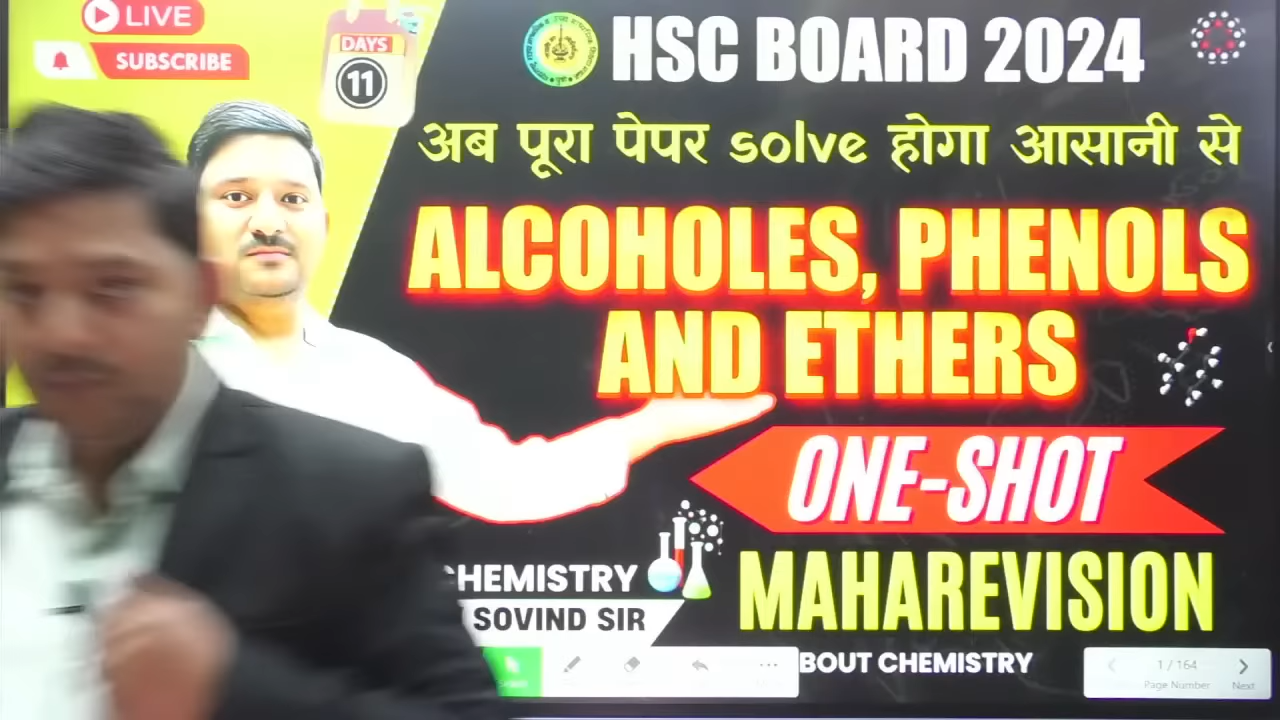 LIVE
SUBSCRIBE
DAYS
11
HSC BOARD 2024
अब पूरा पेपर solve होगा आसानी से
ALCOHOLES, PHENOLS
AND ETHERS
ONE-SHOT
MAHAREVISION
CHEMISTRY
SOVIND SIR
BOUT CHEMISTRY
1 / 164
Page Number
Next